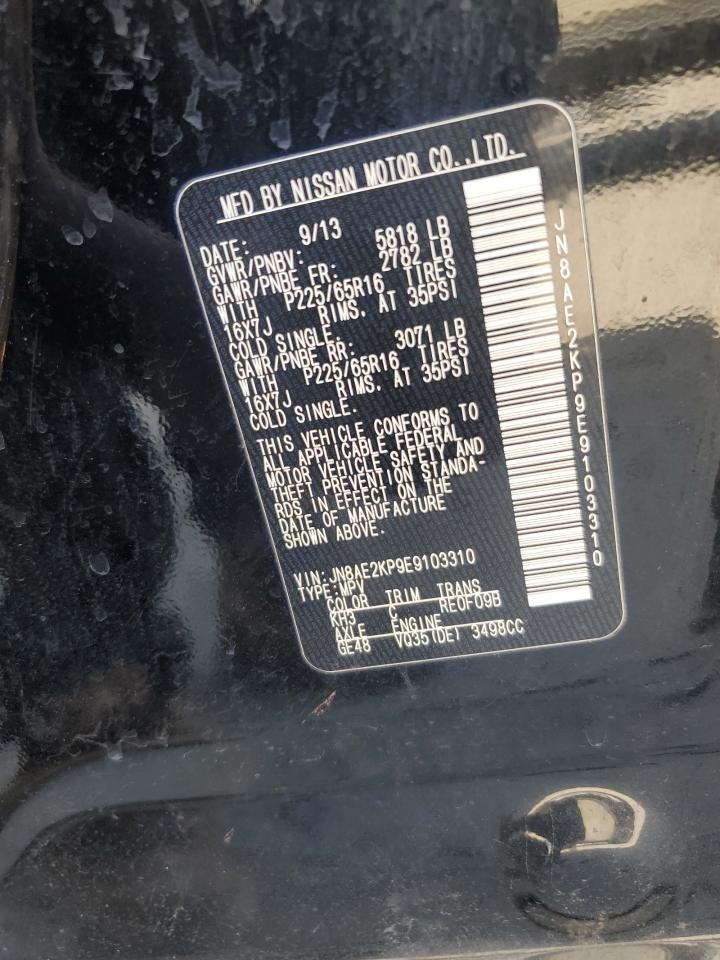 MFD BY NISSAN MOTOR CO.,LTD.
DATE: 9/13
GVWR/PNBV: 5818 LB
GAWR/PNBE FR: 2782 LB
WITH P225/65R16 TIRES
16X7J RIMS, AT 35PSI
COLD SINGLE.
GAWR/PNBE RR: 3071 LB
WITH P225/65R16 TIRES
16X7J RIMS, AT 35PSI
COLD SINGLE.
THIS VEHICLE CONFORMS TO
ALL APPLICABLE FEDERAL
MOTOR VEHICLE SAFETY AND
THEFT PREVENTION STANDA-
RDS IN EFFECT ON THE
DATE OF MANUFACTURE
SHOWN ABOVE.
VIN: JN8AE2KP9E9103310
TYPE: MPV
COLOR TRIM TRANS
KH3 C RE0F09B
AXLE ENGINE
GE48 VQ35(DE) 3498CC
JN8AE2KP9E9103310